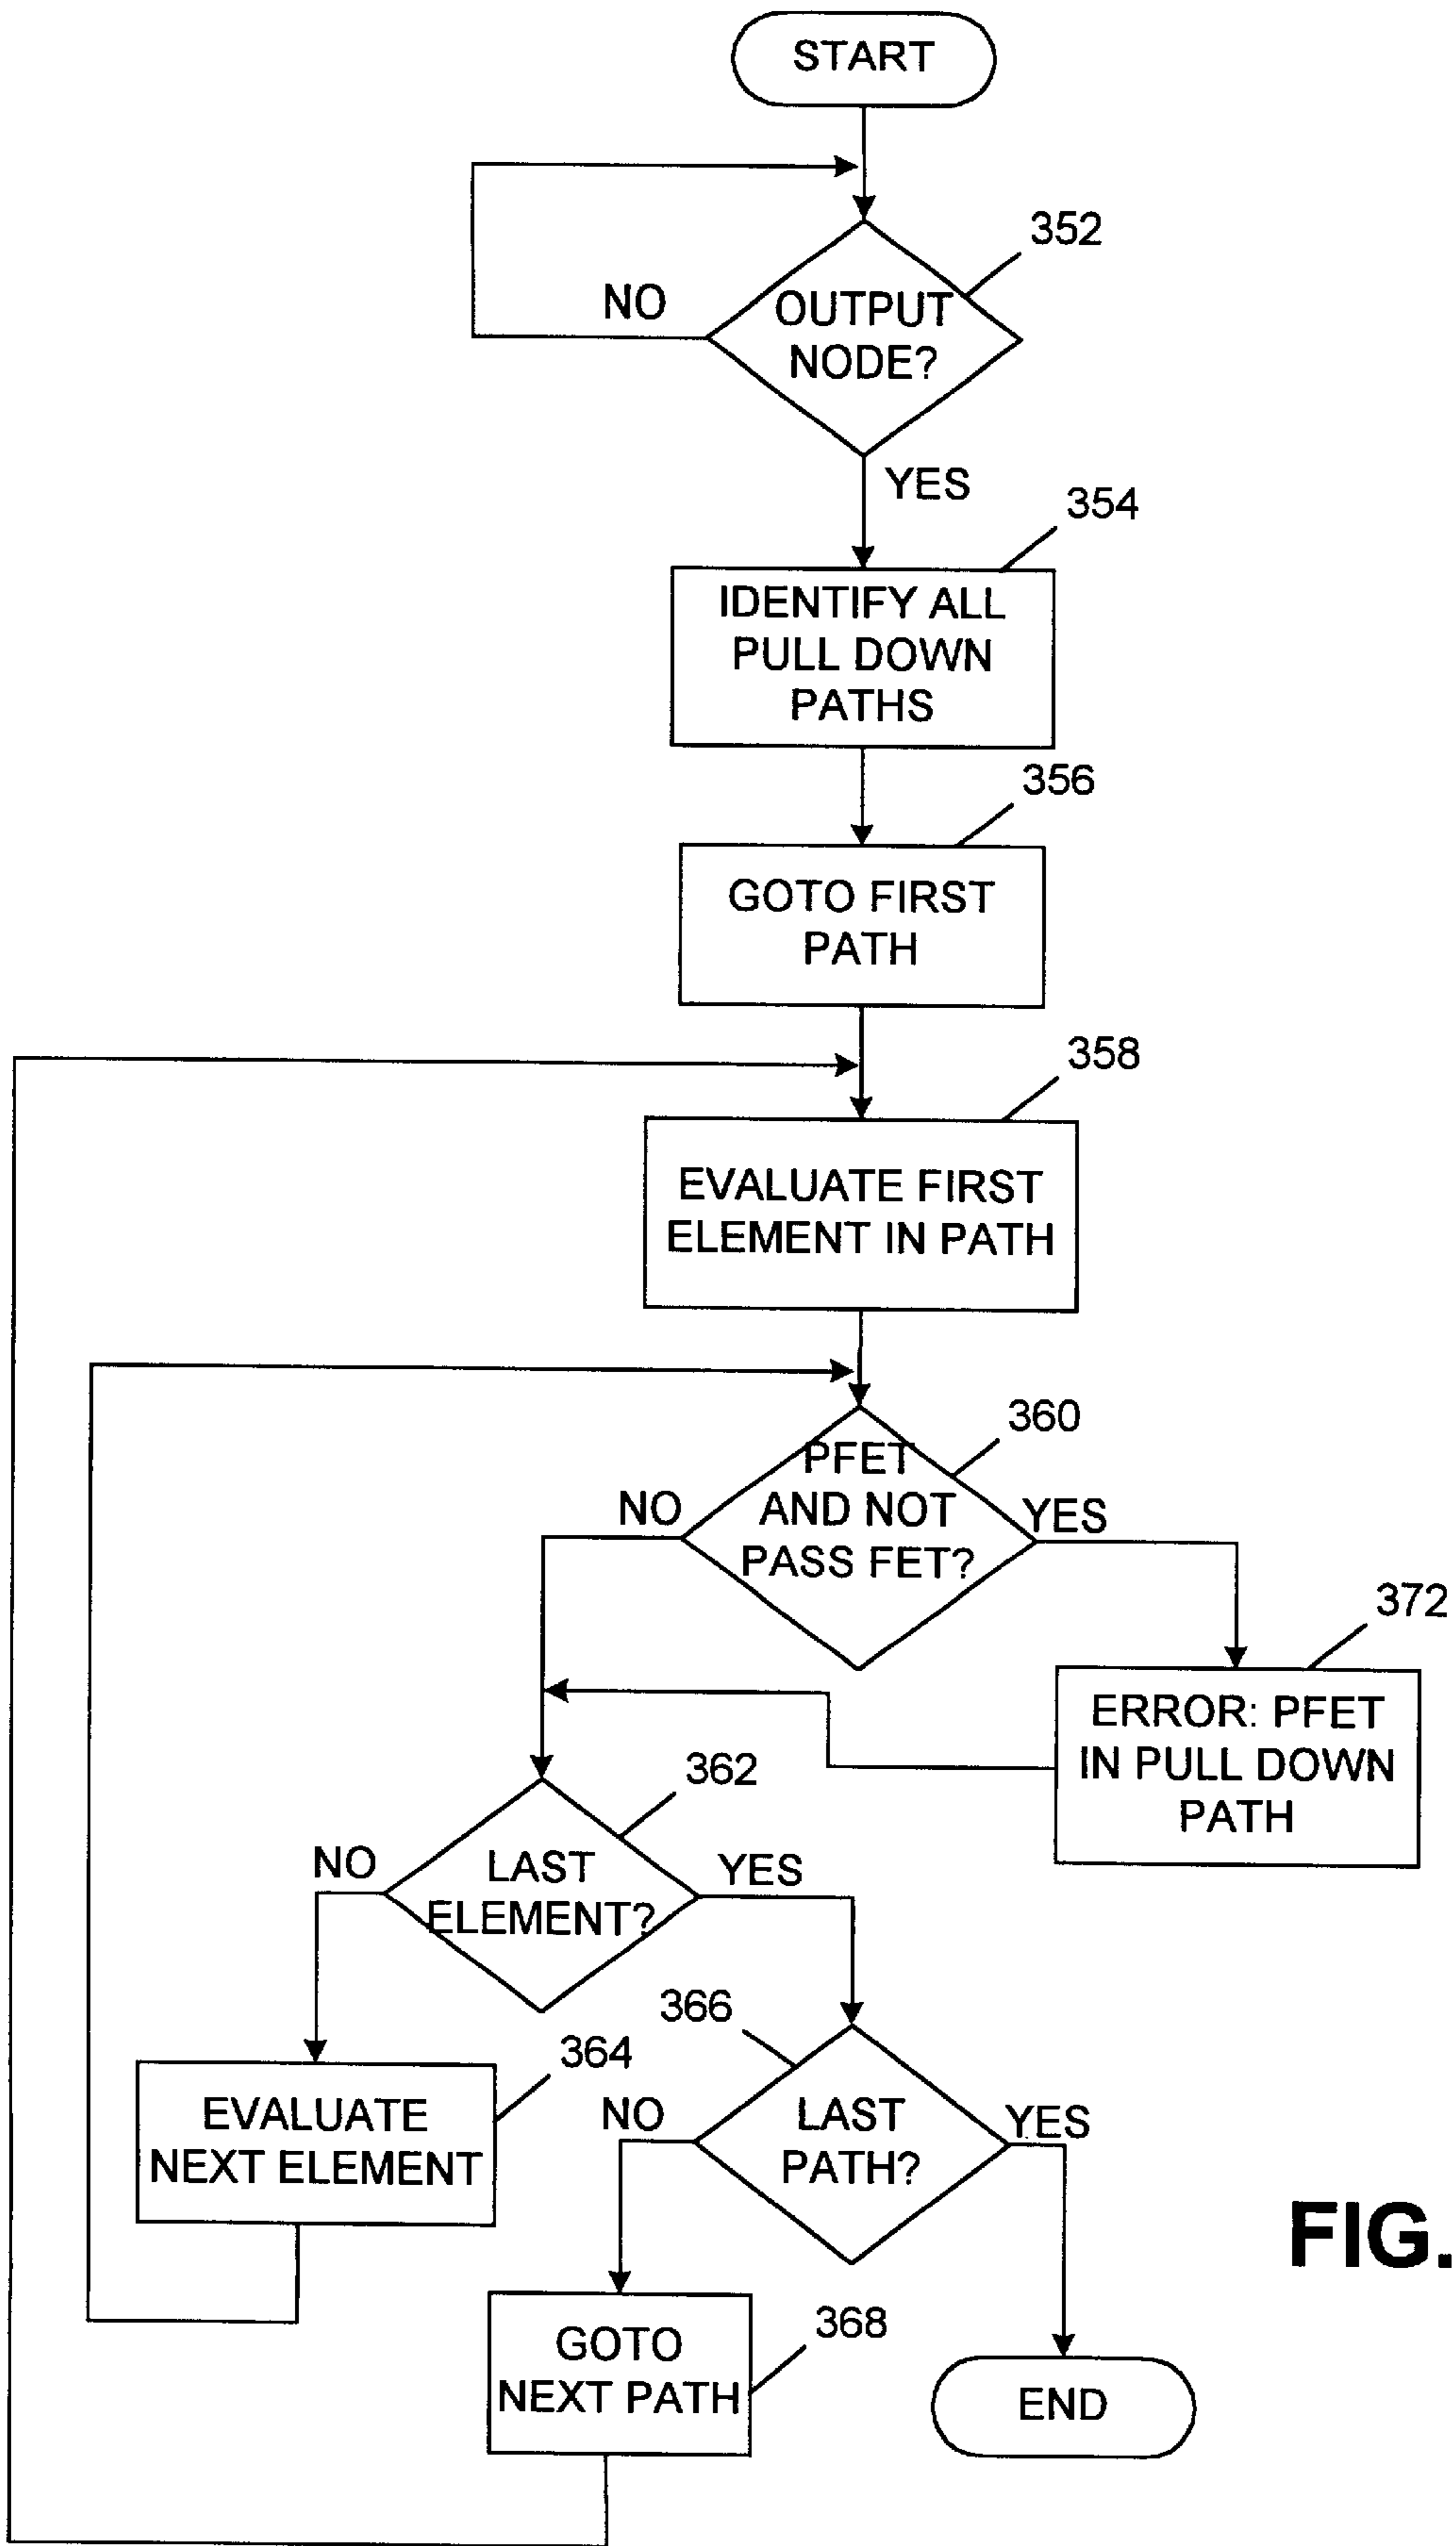 START
352
NO
OUTPUT
NODE?
YES
354
IDENTIFY ALL
PULL DOWN
PATHS
356
GOTO FIRST
PATH
358
EVALUATE FIRST
ELEMENT IN PATH
360
PFET
AND NOT
PASS FET?
NO
YES
372
ERROR: PFET
IN PULL DOWN
PATH
362
NO
LAST
ELEMENT?
YES
366
364
EVALUATE
NEXT ELEMENT
NO
LAST
PATH?
YES
FIG.
368
GOTO
NEXT PATH
END